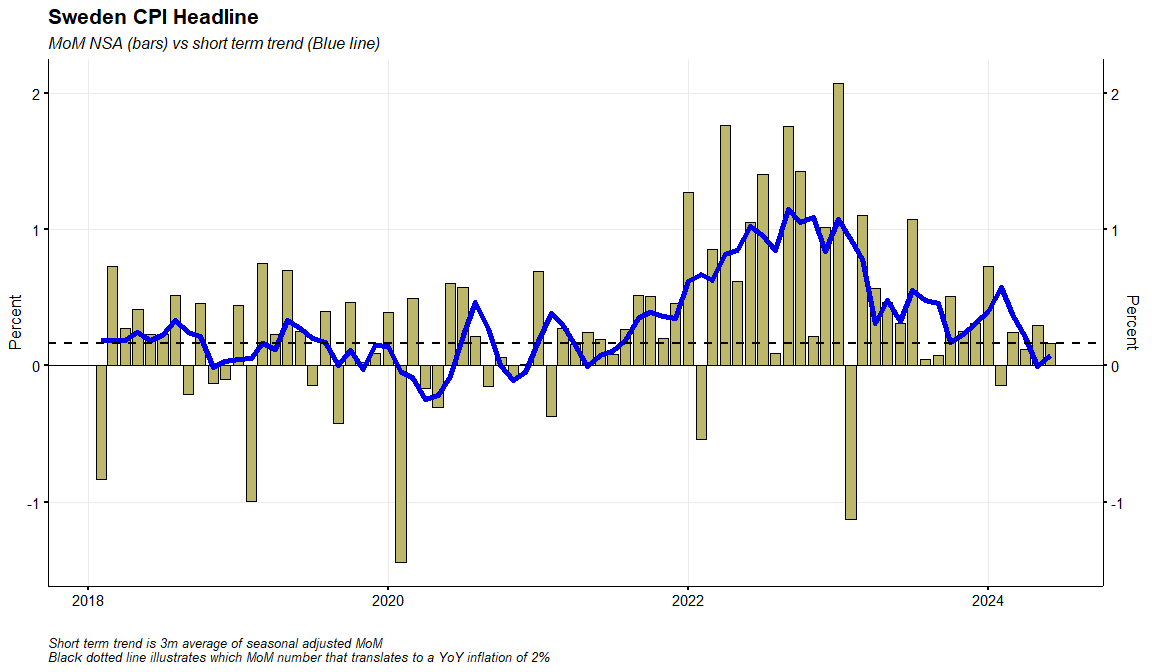 Sweden CPI Headline
MoM NSA (bars) vs short term trend (Blue line)
Percent
2
1
0
-1
2
1
0
-1
Percent
2018
2020
2022
2024
Short term trend is 3m average of seasonal adjusted MoM
Black dotted line illustrates which MoM number that translates to a YoY inflation of 2%